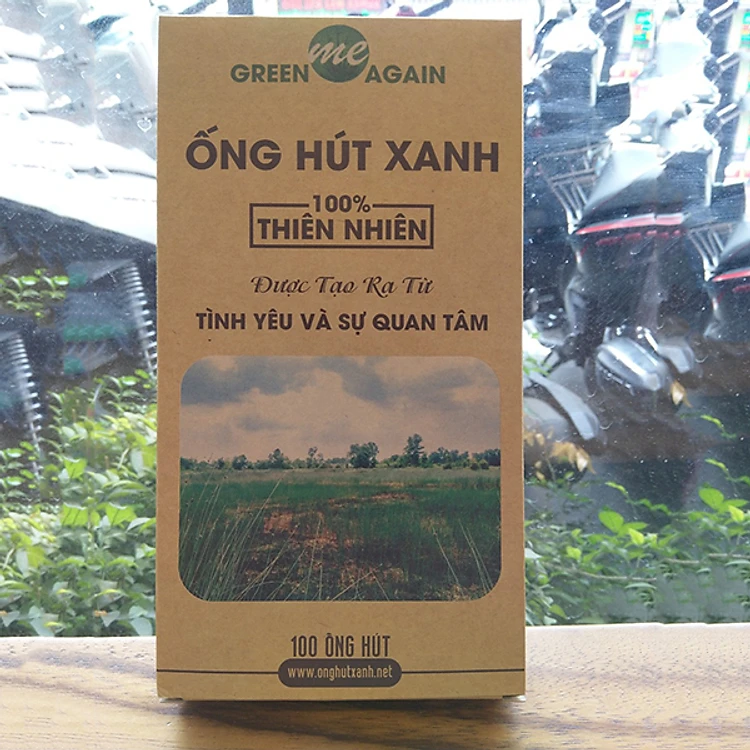 GREEN me AGAIN
ỐNG HÚT XANH
100%
THIÊN NHIÊN
Được Tạo Ra Từ
TÌNH YÊU VÀ SỰ QUAN TÂM
100 ỐNG HÚT
www.onghutxanh.net